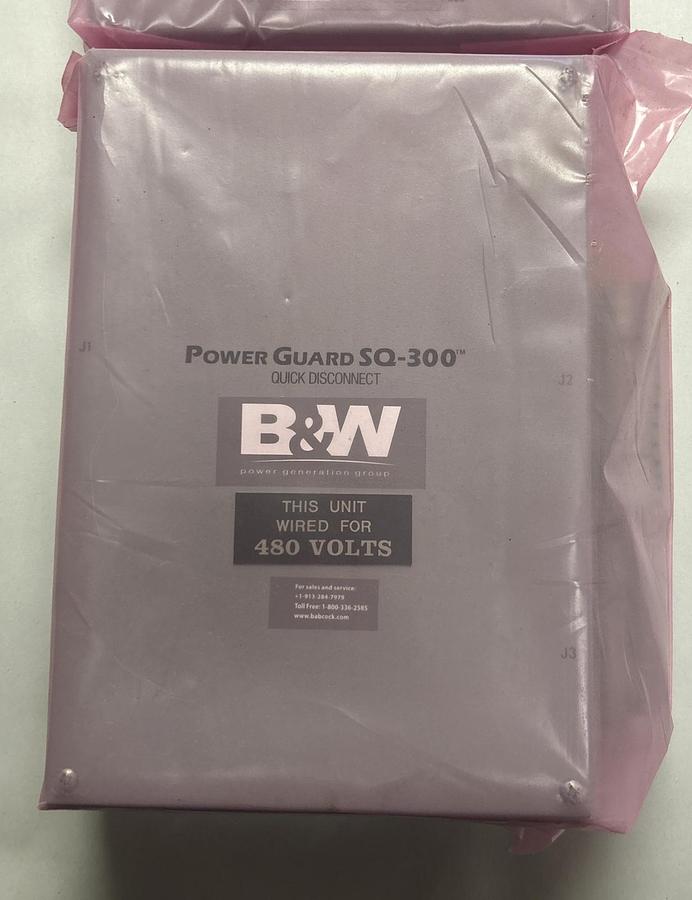 J1
POWER GUARD SQ-300™
QUICK DISCONNECT
J2
B&W
power generation group
THIS UNIT
WIRED FOR
480 VOLTS
For sales and service:
+1-913-284-7979
Toll Free: 1-800-336-2585
www.babcock.com
J3